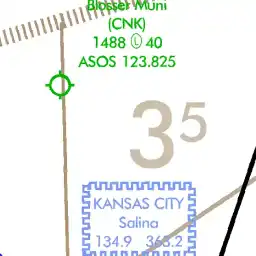 Blosser Muni
(CNK)
1488 Ⓛ 40
ASOS 123.825
3⁵
KANSAS CITY
Salina
134.9 363.2